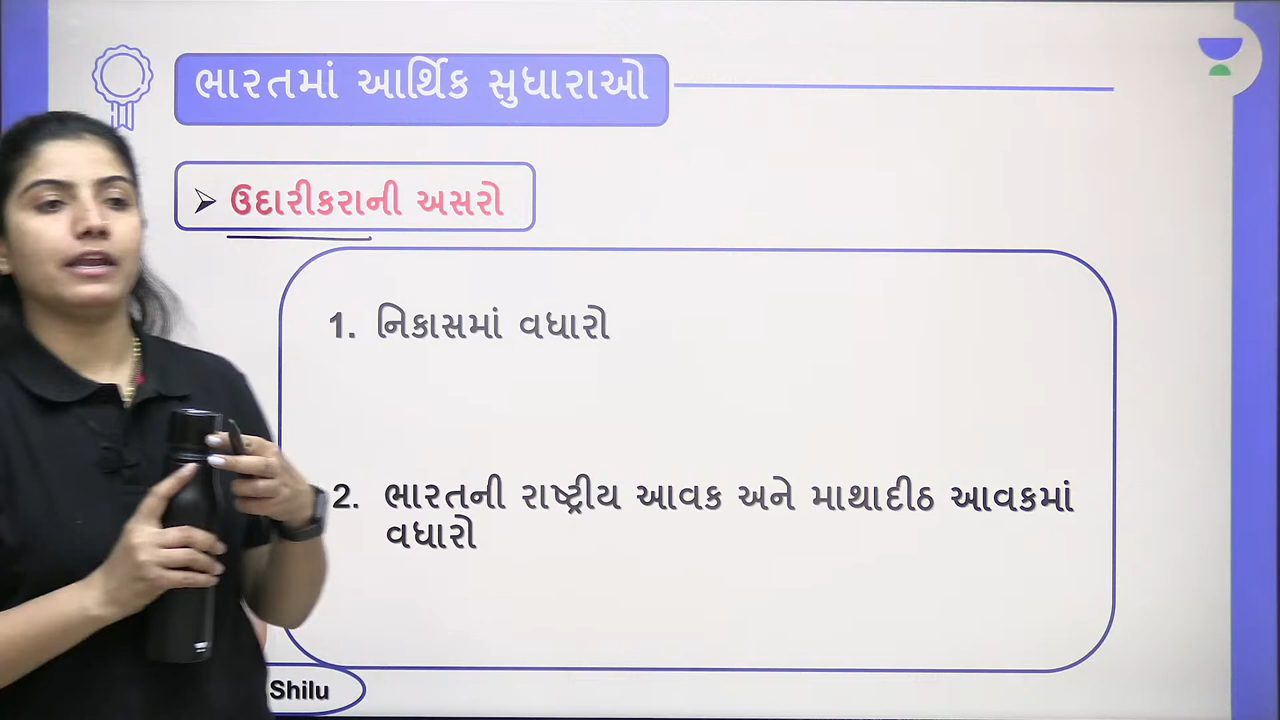 ભારતમાં આર્થિક સુધારાઓ
➢ ઉદારીકરાની અસરો
1. નિકાસમાં વધારો
2. ભારતની રાષ્ટ્રીય આવક અને માથાદીઠ આવકમાં
વધારો
Shilu